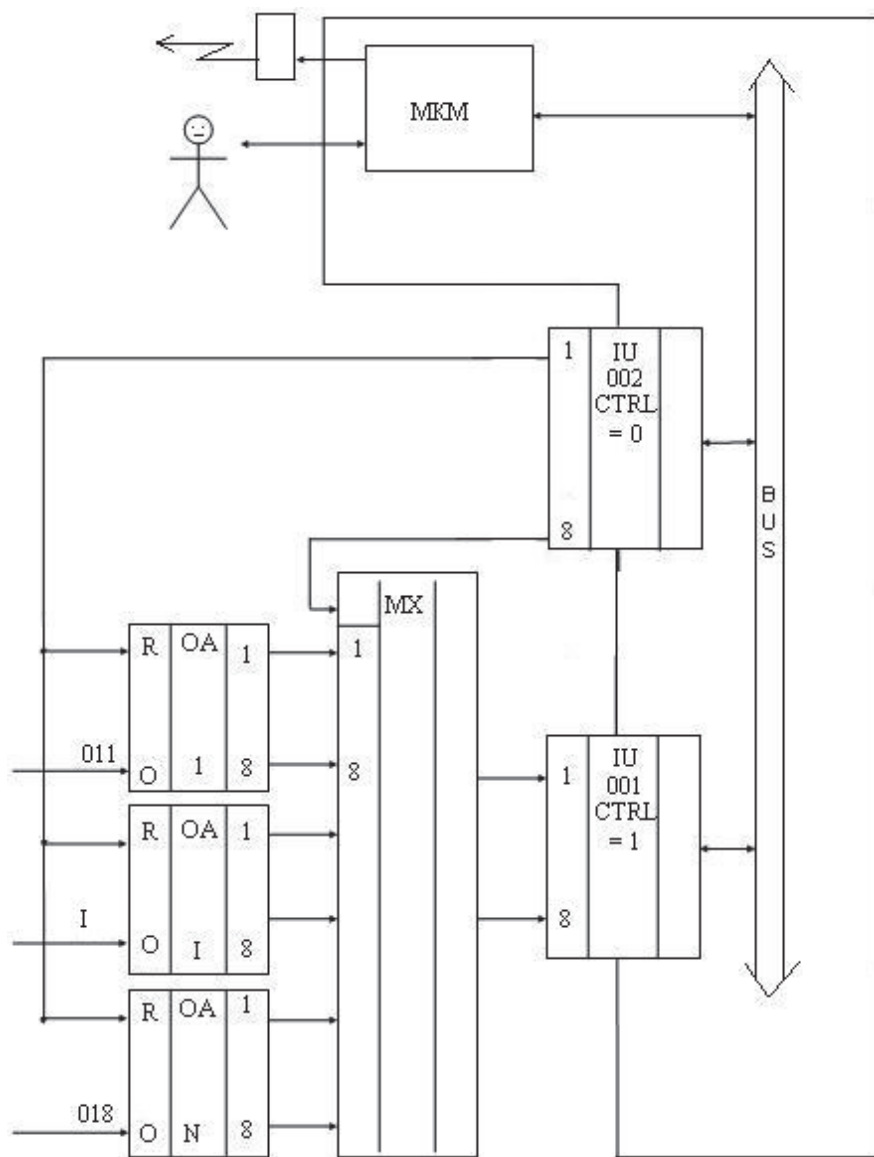 MKM
1 IU
002
CTRL
= 0
8
BUS
MX
R OA 1
1
011
O 1 8
8
1 IU
001
CTRL
= 1
8
R OA 1
I
O I 8
R OA 1
018
O N 8